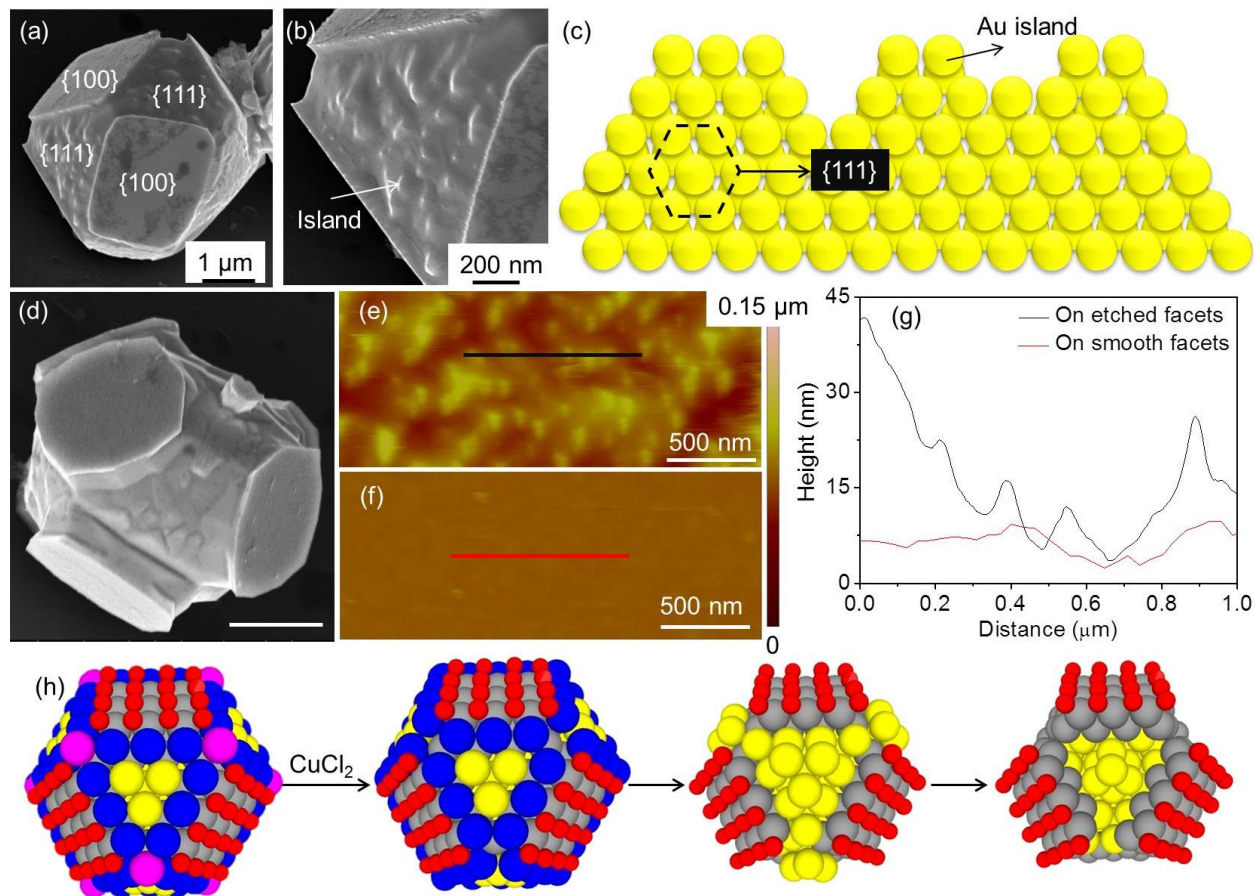 (a)
{100}
{111}
{111}
{100}
1 μm
(b)
Island
200 nm
(c)
Au island
{111}
(d)
(e)
0.15 μm
500 nm
(f)
500 nm
0
(g)
On etched facets
On smooth facets
45
30
15
0
Height (nm)
0.0 0.2 0.4 0.6 0.8 1.0
Distance (μm)
(h)
CuCl₂